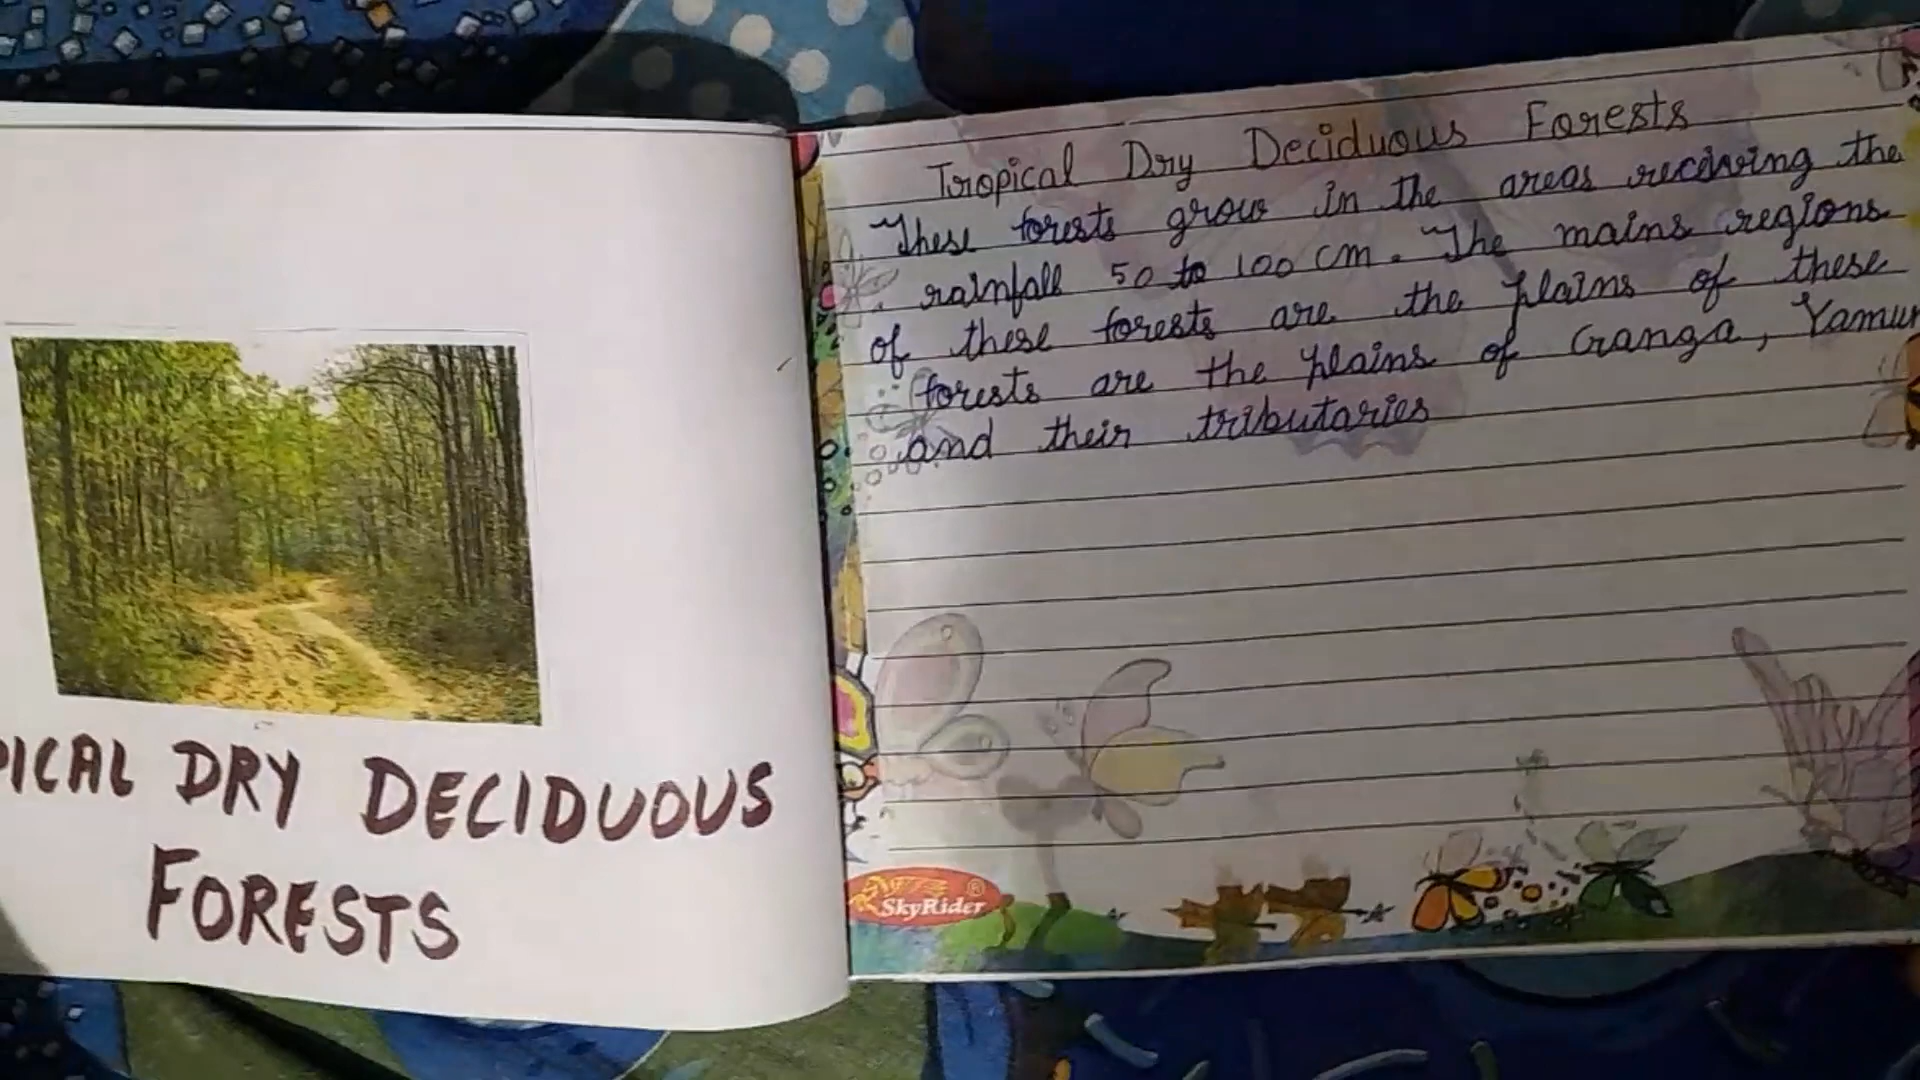 PICAL DRY DECIDUOUS
FORESTS
Tropical Dry Deciduous Forests
These forests grow in the areas receiving the
rainfall 50 to 100 cm. The mains regions
of these forests are the plains of these
forests are the plains of Ganga, Yamun
and their tributaries
SkyRider